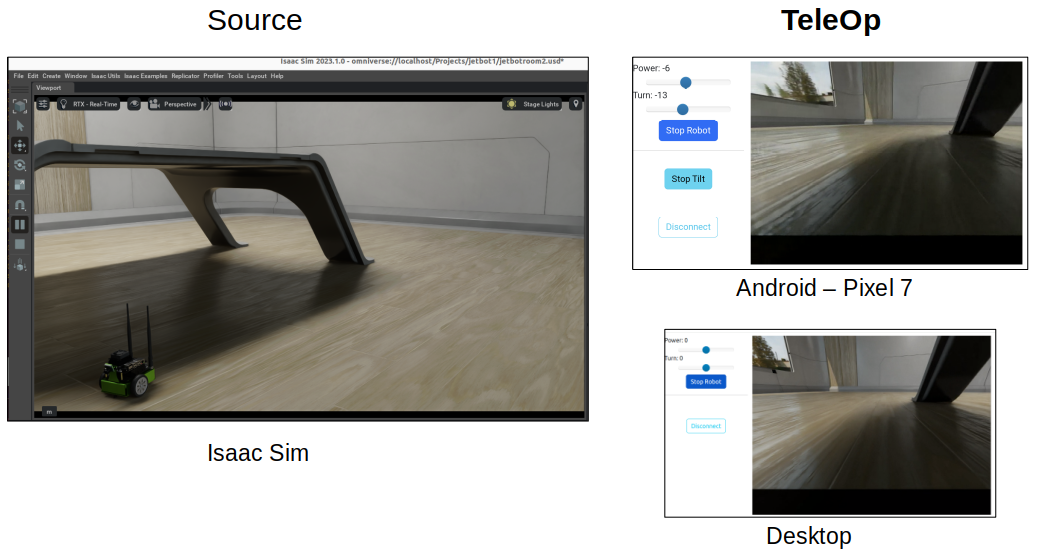 Source
TeleOp
Isaac Sim 2023.1.0 - omniverse://localhost/Projects/jetbot1/jetbotroom2.usd*
File Edit Create Window Isaac Utils Isaac Examples Replicator Profiler Tools Layout Help
Viewport
RTX - Real-Time
Perspective
Stage Lights
m
Isaac Sim
Power: -6
Turn: -13
Stop Robot
Stop Tilt
Disconnect
Android – Pixel 7
Power: 0
Turn: 0
Stop Robot
Disconnect
Desktop